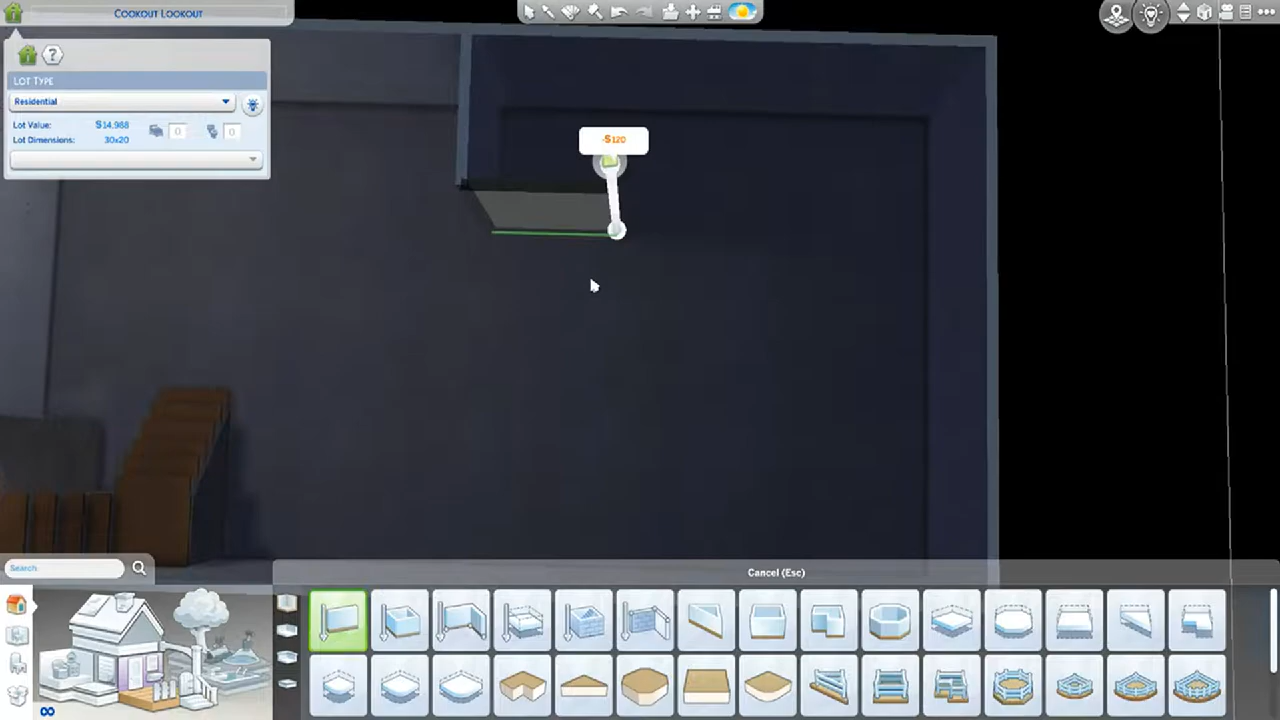 Cookout Lookout
?
LOT TYPE
Residential
Lot Value: §14,988
0 0
Lot Dimensions: 30x20
-§120
Search
Cancel (Esc)
∞